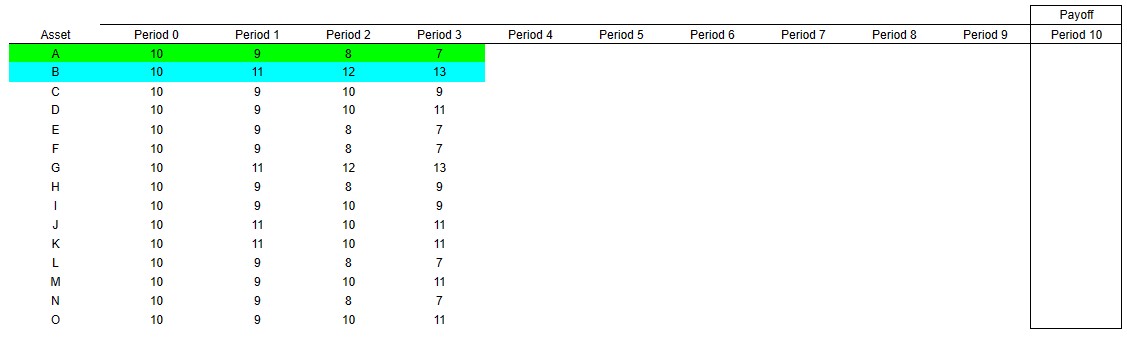 Payoff
Asset Period 0 Period 1 Period 2 Period 3 Period 4 Period 5 Period 6 Period 7 Period 8 Period 9 Period 10
A 10 9 8 7
B 10 11 12 13
C 10 9 10 9
D 10 9 10 11
E 10 9 8 7
F 10 9 8 7
G 10 11 12 13
H 10 9 8 9
I 10 9 10 9
J 10 11 10 11
K 10 11 10 11
L 10 9 8 7
M 10 9 10 11
N 10 9 8 7
O 10 9 10 11